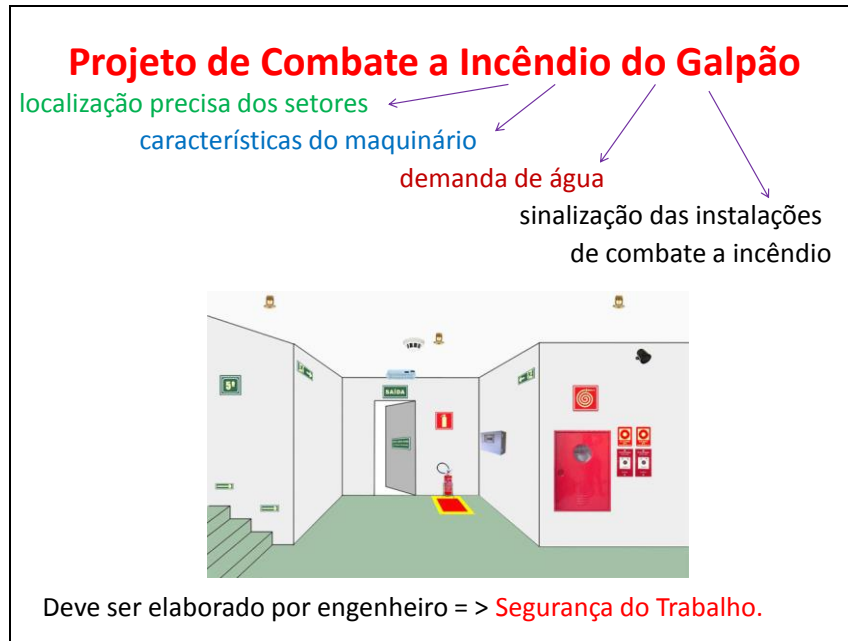 Projeto de Combate a Incêndio do Galpão
localização precisa dos setores
características do maquinário
demanda de água
sinalização das instalações
de combate a incêndio
5º
SAÍDA
Deve ser elaborado por engenheiro = > Segurança do Trabalho.